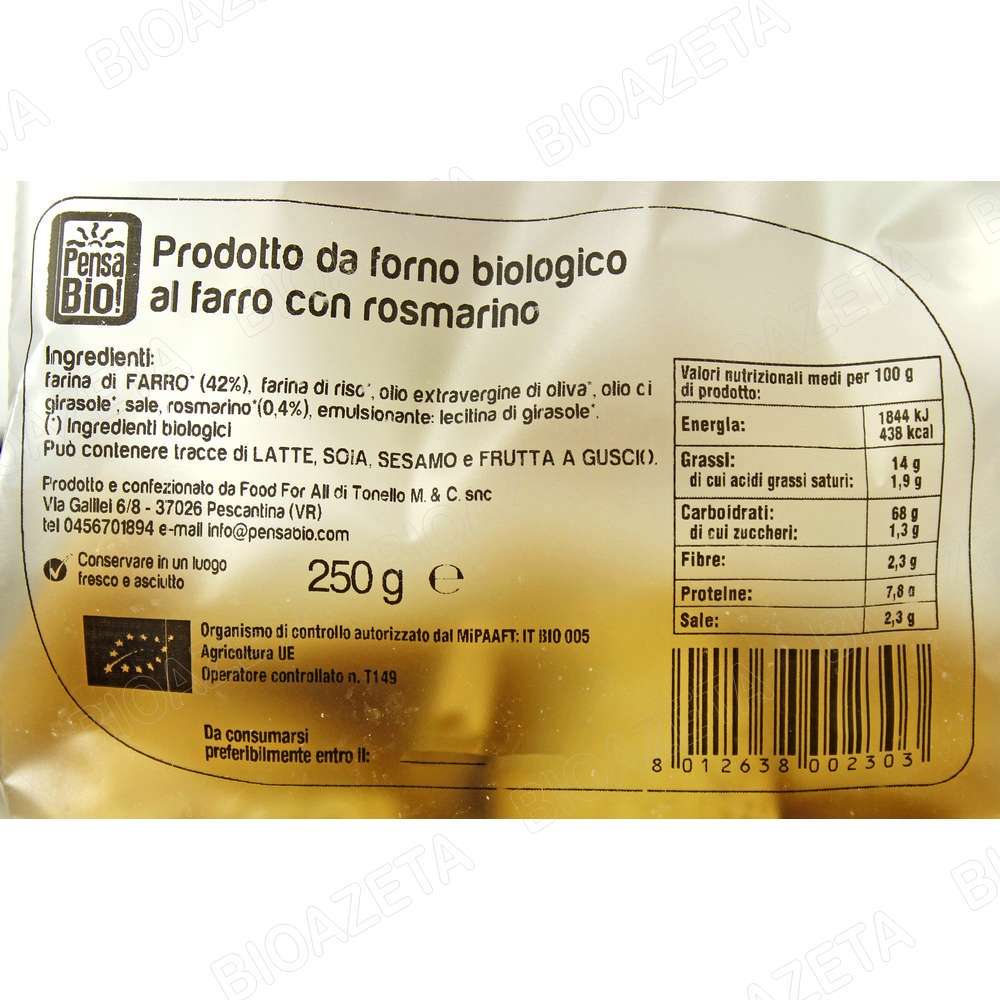 Pensa
Bio!
Prodotto da forno biologico
al farro con rosmarino
Ingredienti:
farina di FARRO* (42%), farina di riso*, olio extravergine di oliva*, olio di
girasole*, sale, rosmarino*(0,4%), emulsionante: lecitina di girasole*.
(*) Ingredienti biologici
Può contenere tracce di LATTE, SOIA, SESAMO e FRUTTA A GUSCIO.
Prodotto e confezionato da Food For All di Tonello M. & C. snc
Via Galilei 6/8 - 37026 Pescantina (VR)
tel 0456701894 e-mail info@pensabio.com
Conservare in un luogo
fresco e asciutto
250 g e
Organismo di controllo autorizzato dal MiPAAFT: IT BIO 005
Agricoltura UE
Operatore controllato n. T149
Da consumarsi
preferibilmente entro il:
Valori nutrizionali medi per 100 g
di prodotto:
Energia: 1844 kJ
438 kcal
Grassi: 14 g
di cui acidi grassi saturi: 1,9 g
Carboidrati: 68 g
di cui zuccheri: 1,3 g
Fibre: 2,3 g
Proteine: 7,8 g
Sale: 2,3 g
8 012638 002303
BIOAZETA
BIOAZETA
BIOAZETA
BIOAZETA